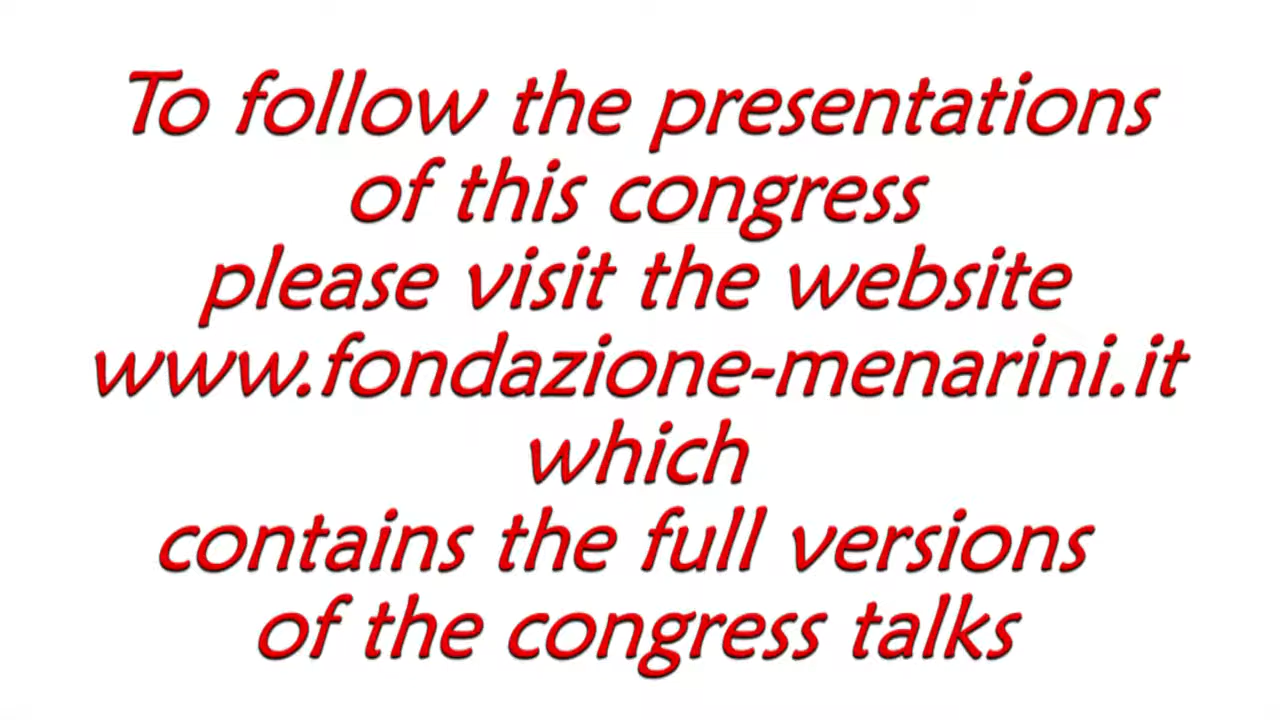 To follow the presentations
of this congress
please visit the website
www.fondazione-menarini.it
which
contains the full versions
of the congress talks